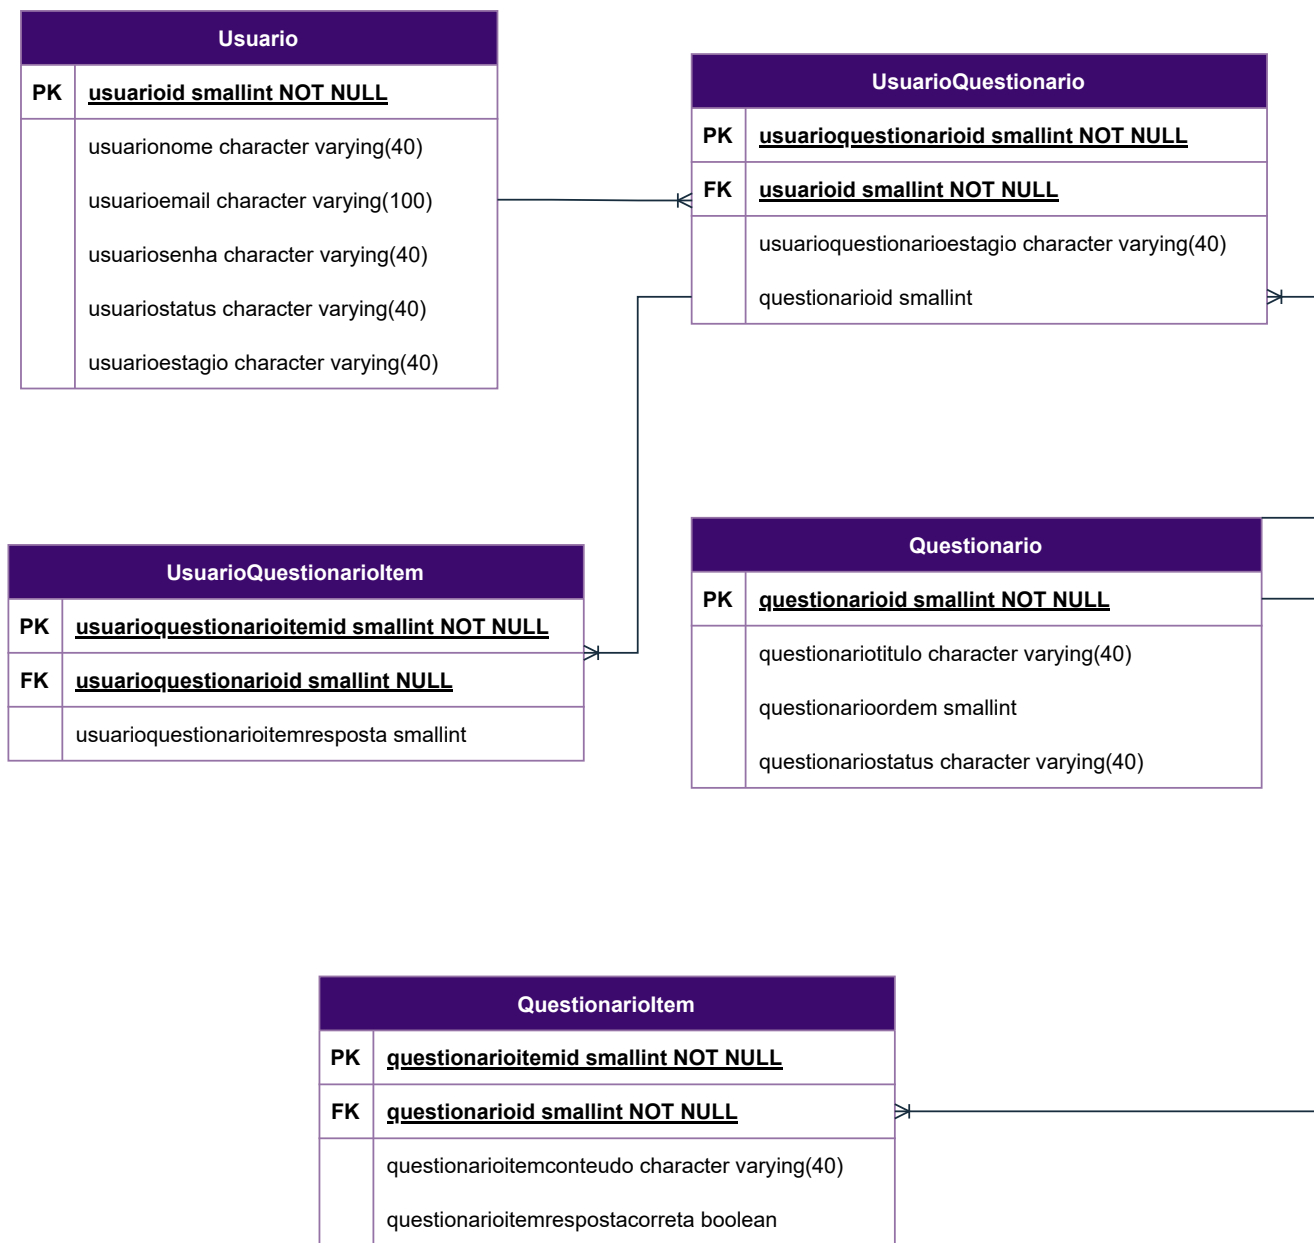 Usuario
PK usuarioid smallint NOT NULL
usuarionome character varying(40)
usuarioemail character varying(100)
usuariosenha character varying(40)
usuariostatus character varying(40)
usuarioestagio character varying(40)
UsuarioQuestionario
PK usuarioquestionarioid smallint NOT NULL
FK usuarioid smallint NOT NULL
usuarioquestionarioestagio character varying(40)
questionarioid smallint
UsuarioQuestionarioItem
PK usuarioquestionarioitemid smallint NOT NULL
FK usuarioquestionarioid smallint NULL
usuarioquestionarioitemresposta smallint
Questionario
PK questionarioid smallint NOT NULL
questionariotitulo character varying(40)
questionarioordem smallint
questionariostatus character varying(40)
QuestionarioItem
PK questionarioitemid smallint NOT NULL
FK questionarioid smallint NOT NULL
questionarioitemconteudo character varying(40)
questionarioitemrespostacorreta boolean